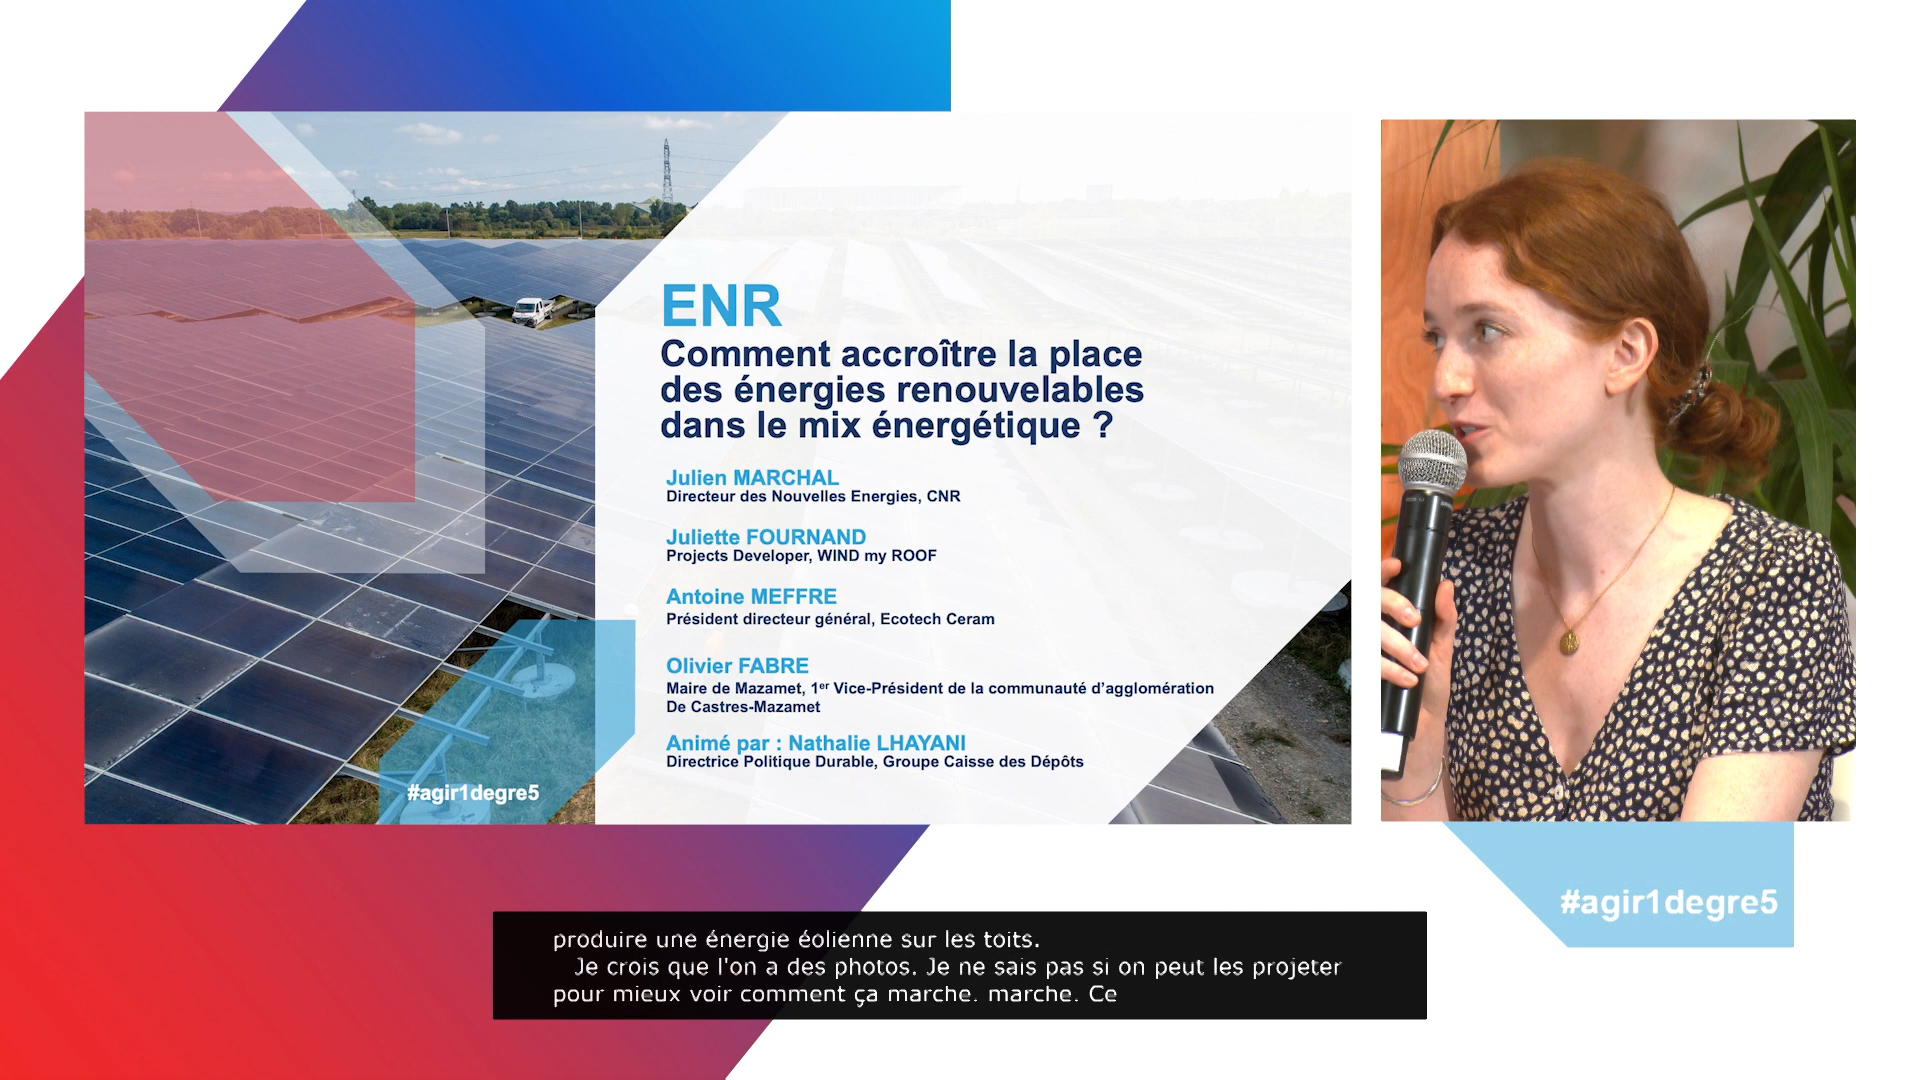 ENR
Comment accroître la place
des énergies renouvelables
dans le mix énergétique ?
Julien MARCHAL
Directeur des Nouvelles Energies, CNR
Juliette FOURNAND
Projects Developer, WIND my ROOF
Antoine MEFFRE
Président directeur général, Ecotech Ceram
Olivier FABRE
Maire de Mazamet, 1er Vice-Président de la communauté d’agglomération
De Castres-Mazamet
Animé par : Nathalie LHAYANI
Directrice Politique Durable, Groupe Caisse des Dépôts
#agir1degre5
#agir1degre5
produire une énergie éolienne sur les toits.
Je crois que l'on a des photos. Je ne sais pas si on peut les projeter
pour mieux voir comment ça marche. marche. Ce